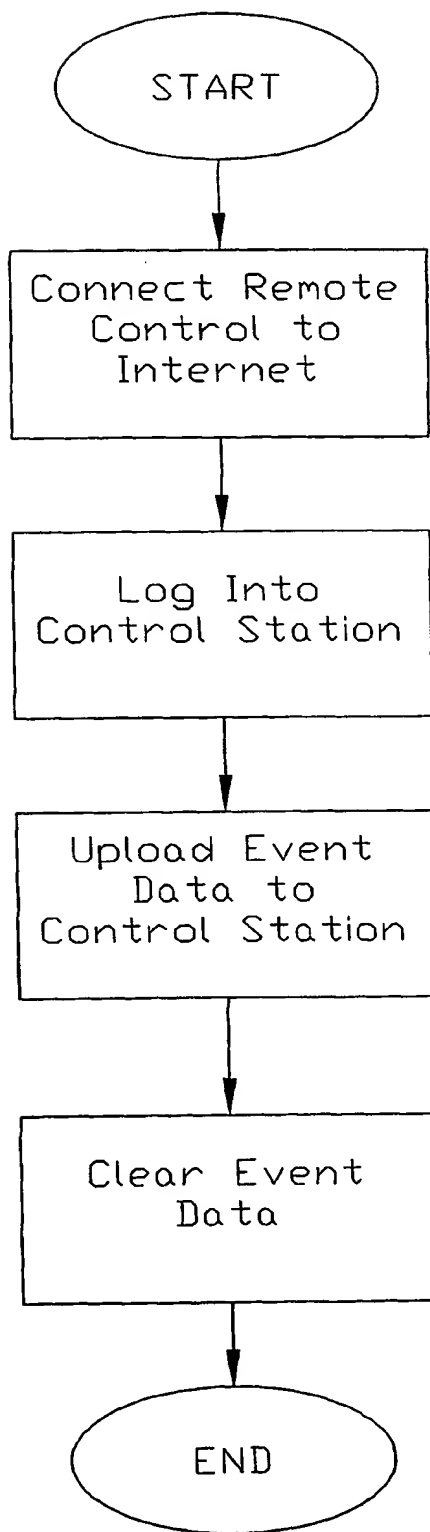 START
Connect Remote
Control to
Internet
Log Into
Control Station
Upload Event
Data to
Control Station
Clear Event
Data
END